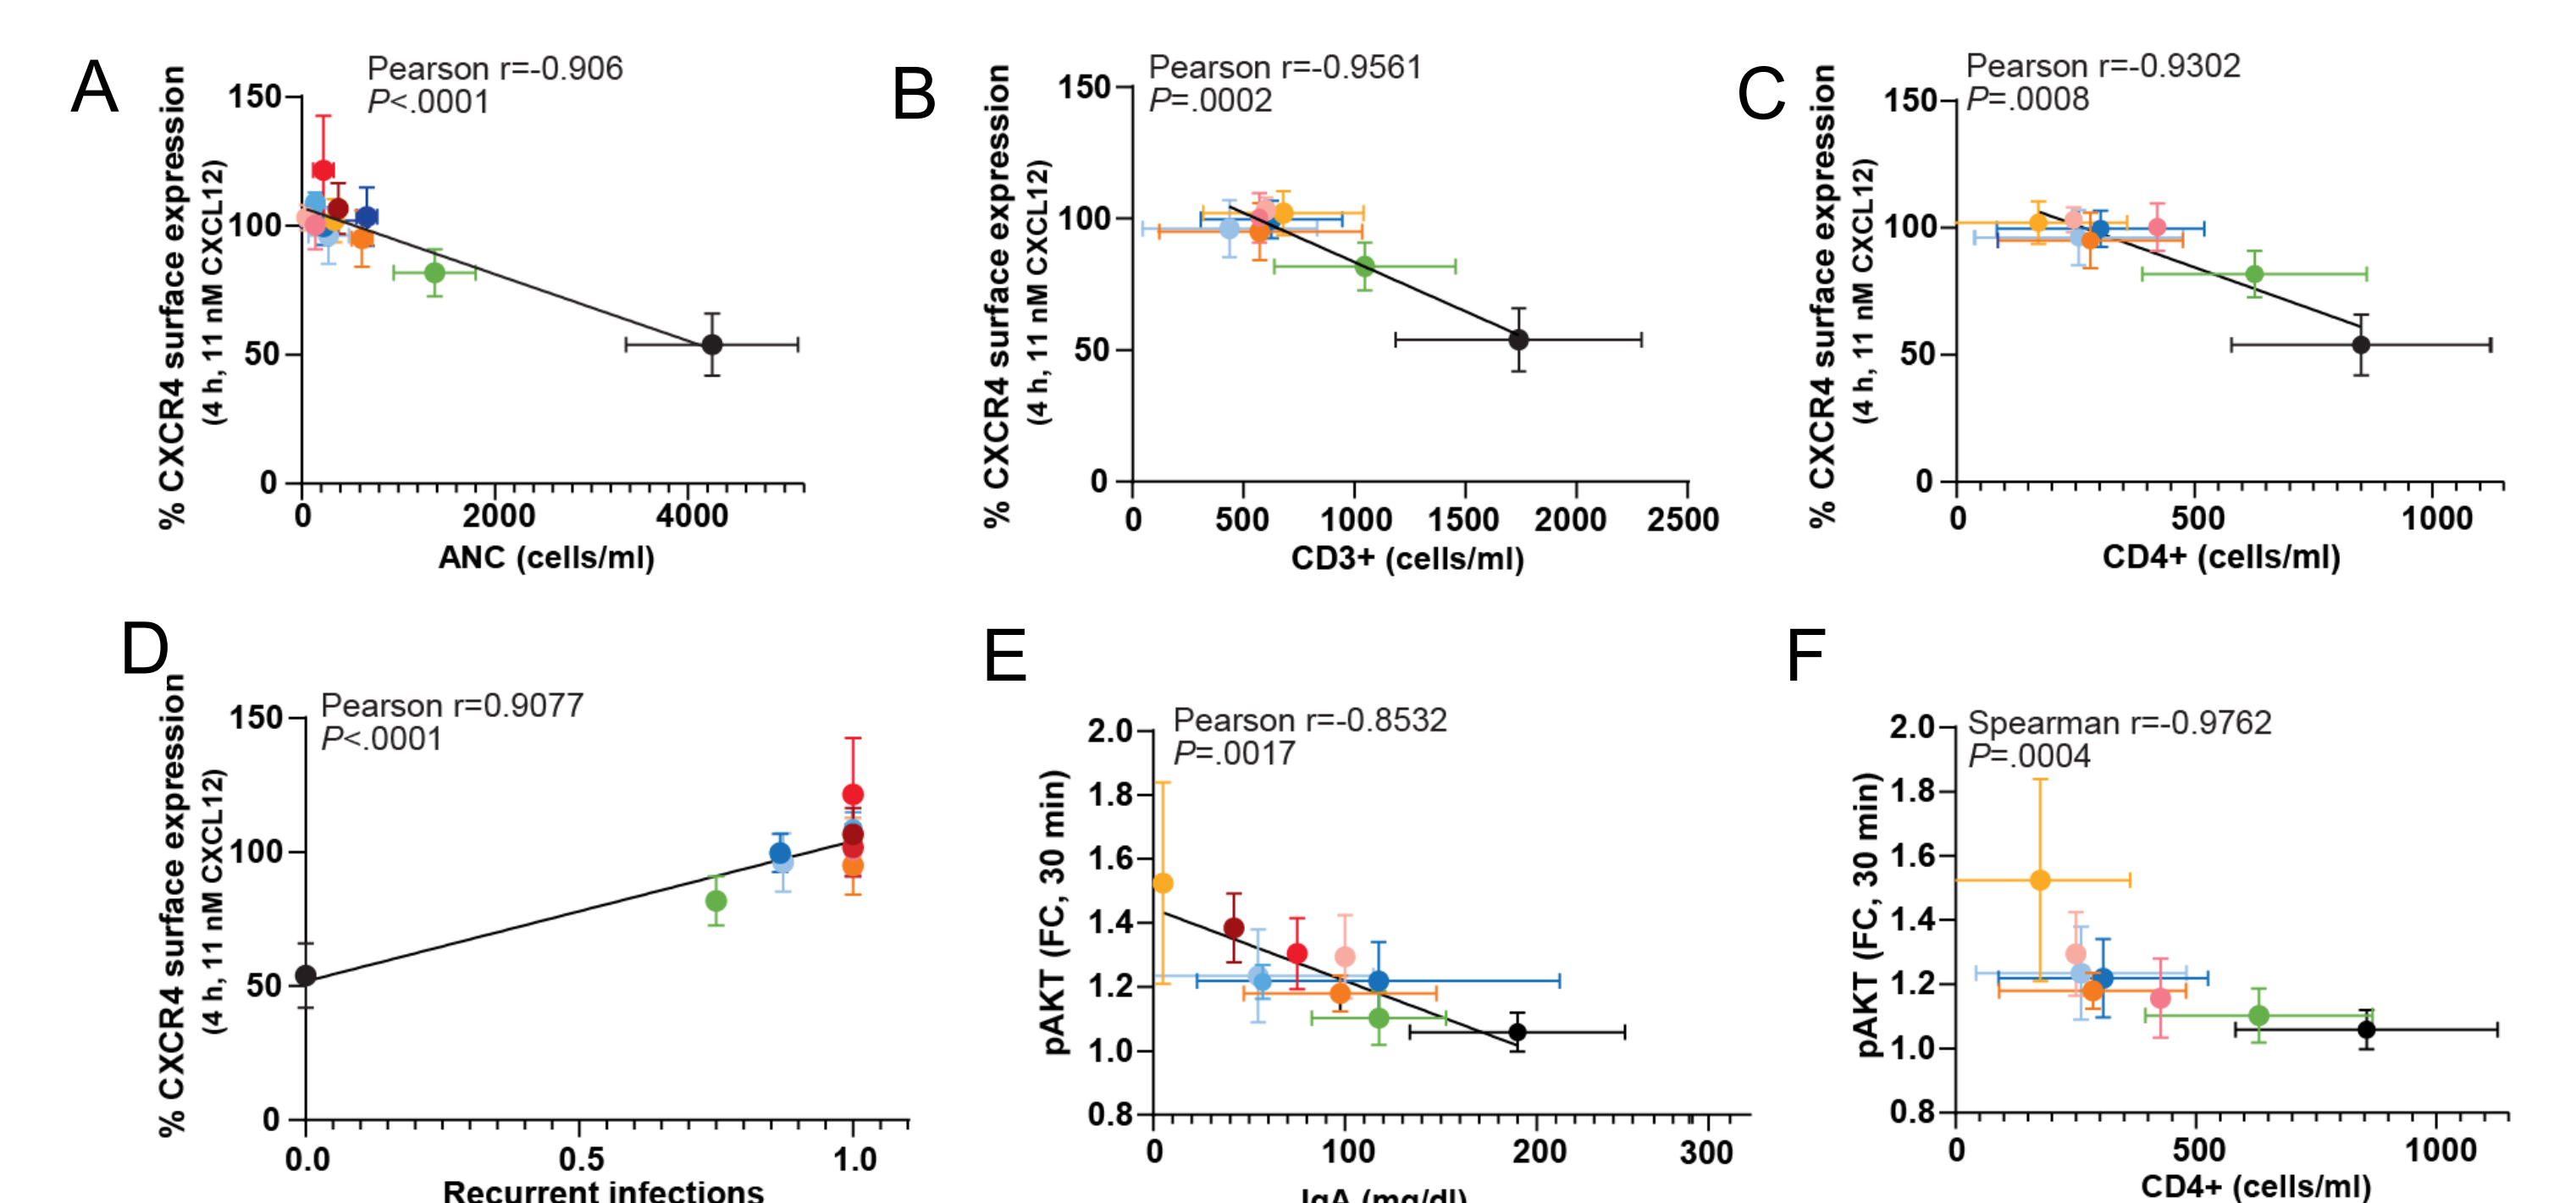 A
Pearson r=-0.906
P<.0001
% CXCR4 surface expression
(4 h, 11 nM CXCL12)
150
100
50
0
0 2000 4000
ANC (cells/ml)
B
Pearson r=-0.9561
P=.0002
% CXCR4 surface expression
(4 h, 11 nM CXCL12)
150
100
50
0
0 500 1000 1500 2000 2500
CD3+ (cells/ml)
C
Pearson r=-0.9302
P=.0008
% CXCR4 surface expression
(4 h, 11 nM CXCL12)
150
100
50
0
0 500 1000
CD4+ (cells/ml)
D
Pearson r=0.9077
P<.0001
% CXCR4 surface expression
(4 h, 11 nM CXCL12)
150
100
50
0
0.0 0.5 1.0
Recurrent infections
E
Pearson r=-0.8532
P=.0017
pAKT (FC, 30 min)
2.0
1.8
1.6
1.4
1.2
1.0
0.8
0 100 200 300
IgA (mg/dl)
F
Spearman r=-0.9762
P=.0004
pAKT (FC, 30 min)
2.0
1.8
1.6
1.4
1.2
1.0
0.8
0 500 1000
CD4+ (cells/ml)